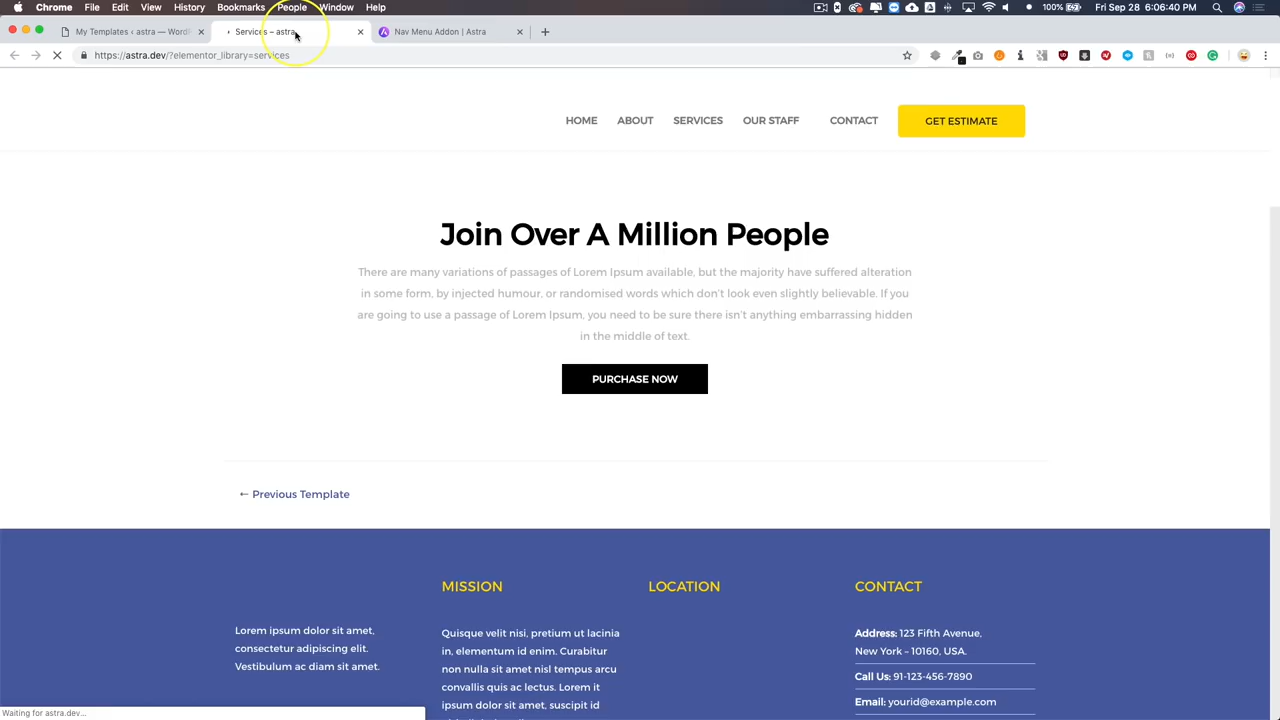 Chrome File Edit View History Bookmarks People Window Help
100% Fri Sep 28 6:06:40 PM
My Templates ‹ astra — Word
Services – astra
Nav Menu Addon | Astra
https://astra.dev/?elementor_library=services
HOME ABOUT SERVICES OUR STAFF CONTACT GET ESTIMATE
Join Over A Million People
There are many variations of passages of Lorem Ipsum available, but the majority have suffered alteration
in some form, by injected humour, or randomised words which don't look even slightly believable. If you
are going to use a passage of Lorem Ipsum, you need to be sure there isn't anything embarrassing hidden
in the middle of text.
PURCHASE NOW
← Previous Template
Lorem ipsum dolor sit amet,
consectetur adipiscing elit.
Vestibulum ac diam sit amet.
MISSION
Quisque velit nisi, pretium ut lacinia
in, elementum id enim. Curabitur
non nulla sit amet nisl tempus arcu
convallis quis ac lectus. Lorem it
ipsum dolor sit amet, suscipit id
LOCATION
CONTACT
Address: 123 Fifth Avenue,
New York – 10160, USA.
Call Us: 91-123-456-7890
Email: yourid@example.com
Waiting for astra.dev...